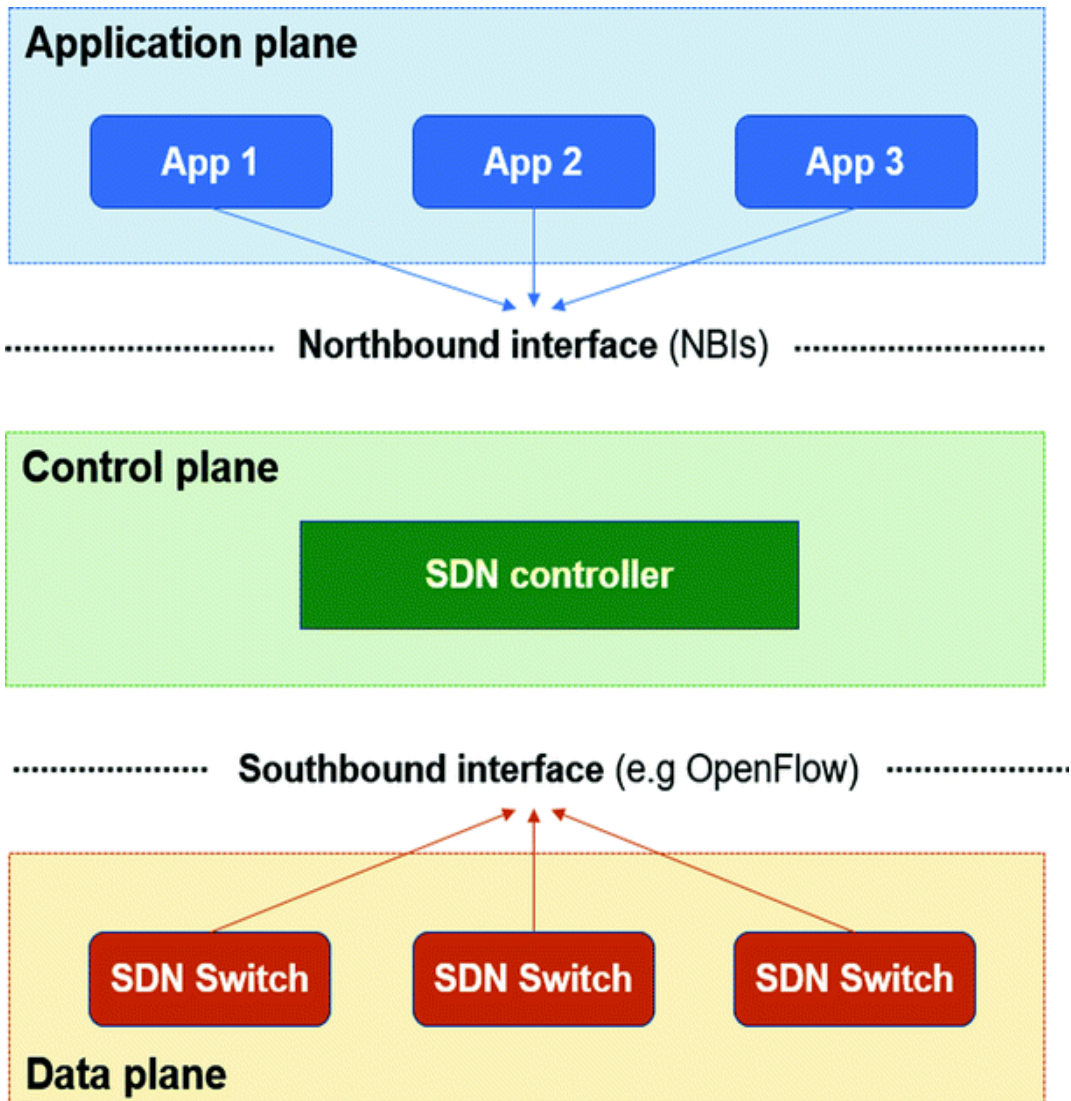 Application plane
App 1 App 2 App 3
Northbound interface (NBIs)
Control plane
SDN controller
Southbound interface (e.g OpenFlow)
SDN Switch SDN Switch SDN Switch
Data plane